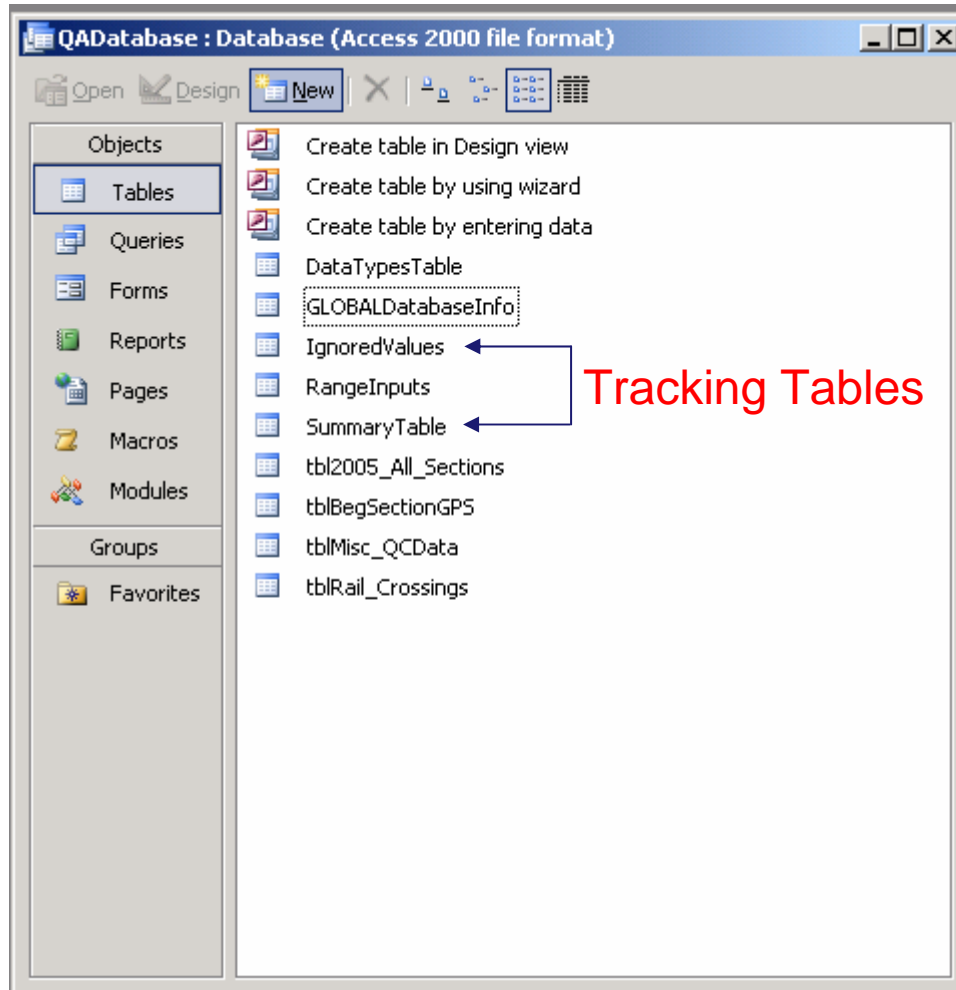 QADatabase : Database (Access 2000 file format)
Open Design New
Objects
Tables
Queries
Forms
Reports
Pages
Macros
Modules
Groups
Favorites
Create table in Design view
Create table by using wizard
Create table by entering data
DataTypesTable
GLOBALDatabaseInfo
IgnoredValues
RangeInputs
SummaryTable
tbl2005_All_Sections
tblBegSectionGPS
tblMisc_QCData
tblRail_Crossings
Tracking Tables